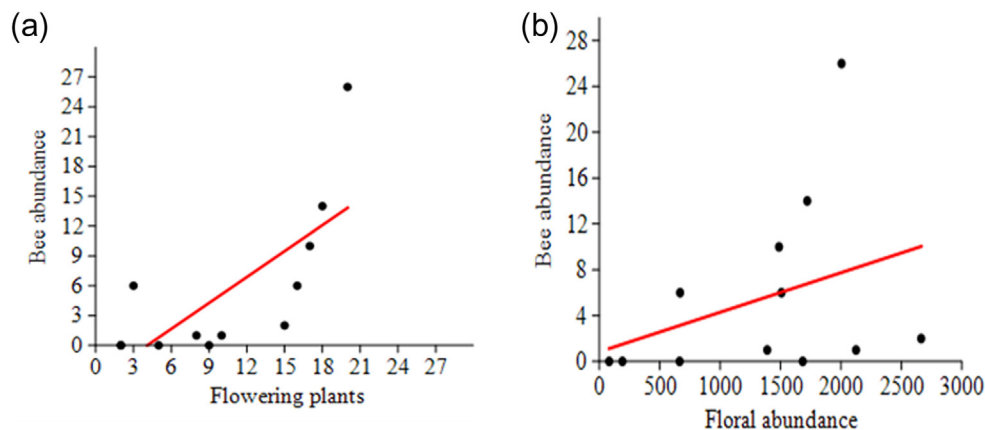 (a)
Bee abundance
27
24
21
18
15
12
9
6
3
0
0 3 6 9 12 15 18 21 24 27
Flowering plants
(b)
Bee abundance
28
24
20
16
12
8
4
0
0 500 1000 1500 2000 2500 3000
Floral abundance